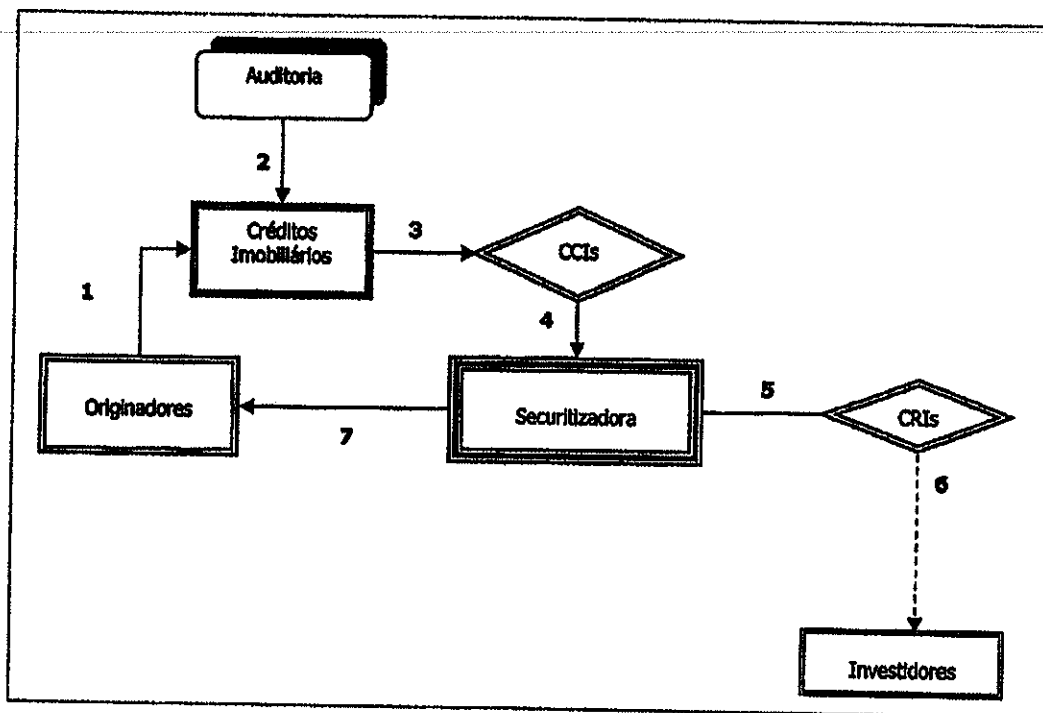 Auditoria
2
Créditos
Imobiliários
3
CCIs
1
4
Originadores
7
Securitizadora
5
CRIs
6
Investidores